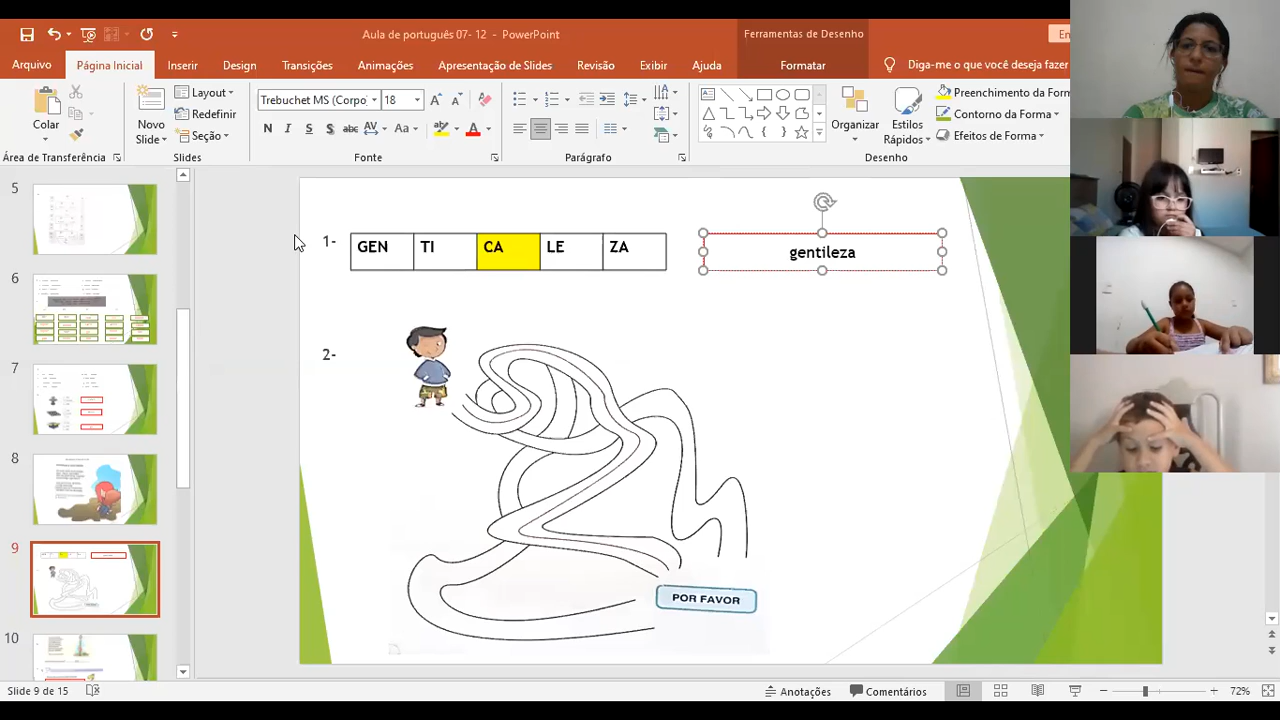 Aula de português 07- 12 - PowerPoint
Ferramentas de Desenho
En
Arquivo
Página Inicial
Inserir
Design
Transições
Animações
Apresentação de Slides
Revisão
Exibir
Ajuda
Formatar
Diga-me o que você deseja fazer
Colar
Novo
Slide
Layout
Redefinir
Seção
Trebuchet MS (Corpo
18
N
I
S
S
abc
AV
Aa
A
Organizar
Estilos
Rápidos
Preenchimento da Forma
Contorno da Forma
Efeitos de Forma
Área de Transferência
Slides
Fonte
Parágrafo
Desenho
5
6
7
8
9
10
1-
GEN TI CA LE ZA
gentileza
2-
POR FAVOR
Slide 9 de 15
Anotações
Comentários
72%